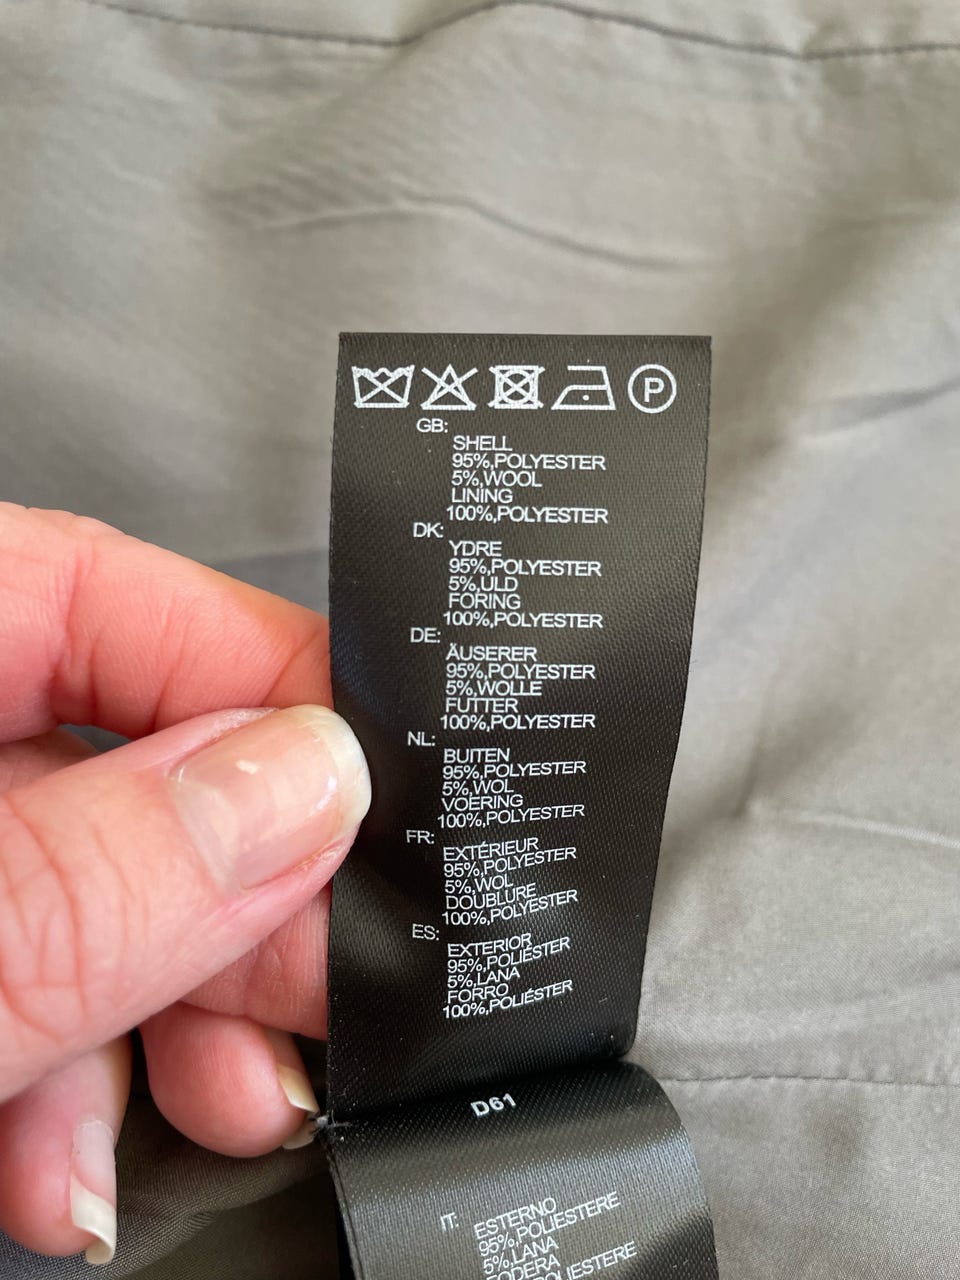 P
GB:
SHELL
95%,POLYESTER
5%,WOOL
LINING
100%,POLYESTER
DK:
YDRE
95%,POLYESTER
5%,ULD
FORING
100%,POLYESTER
DE:
ÄUSERER
95%,POLYESTER
5%,WOLLE
FUTTER
100%,POLYESTER
NL:
BUITEN
95%,POLYESTER
5%,WOL
VOERING
100%,POLYESTER
FR:
EXTÉRIEUR
95%,POLYESTER
5%,WOL
DOUBLURE
100%,POLYESTER
ES:
EXTERIOR
95%,POLIÉSTER
5%,LANA
FORRO
100%,POLIÉSTER
D61
IT:
ESTERNO
95%,POLIESTERE
5%,LANA
FODERA
POLIESTERE